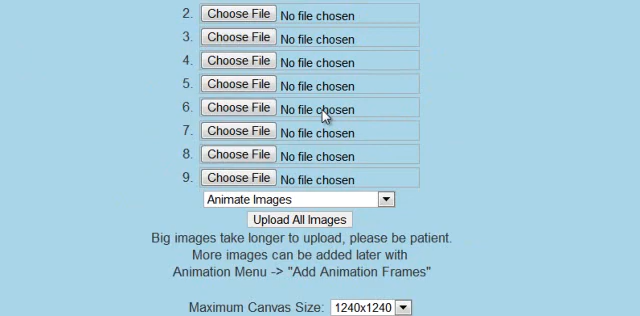 2. Choose File No file chosen
3. Choose File No file chosen
4. Choose File No file chosen
5. Choose File No file chosen
6. Choose File No file chosen
7. Choose File No file chosen
8. Choose File No file chosen
9. Choose File No file chosen
Animate Images
Upload All Images
Big images take longer to upload, please be patient.
More images can be added later with
Animation Menu -> "Add Animation Frames"
Maximum Canvas Size: 1240x1240